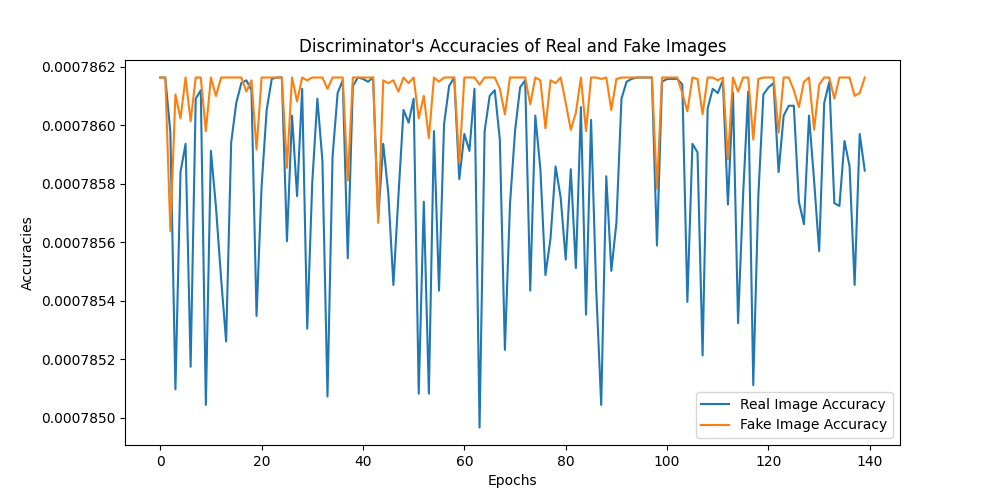 Discriminator's Accuracies of Real and Fake Images
0.0007862
0.0007860
0.0007858
0.0007856
0.0007854
0.0007852
0.0007850
Accuracies
Real Image Accuracy
Fake Image Accuracy
0 20 40 60 80 100 120 140
Epochs